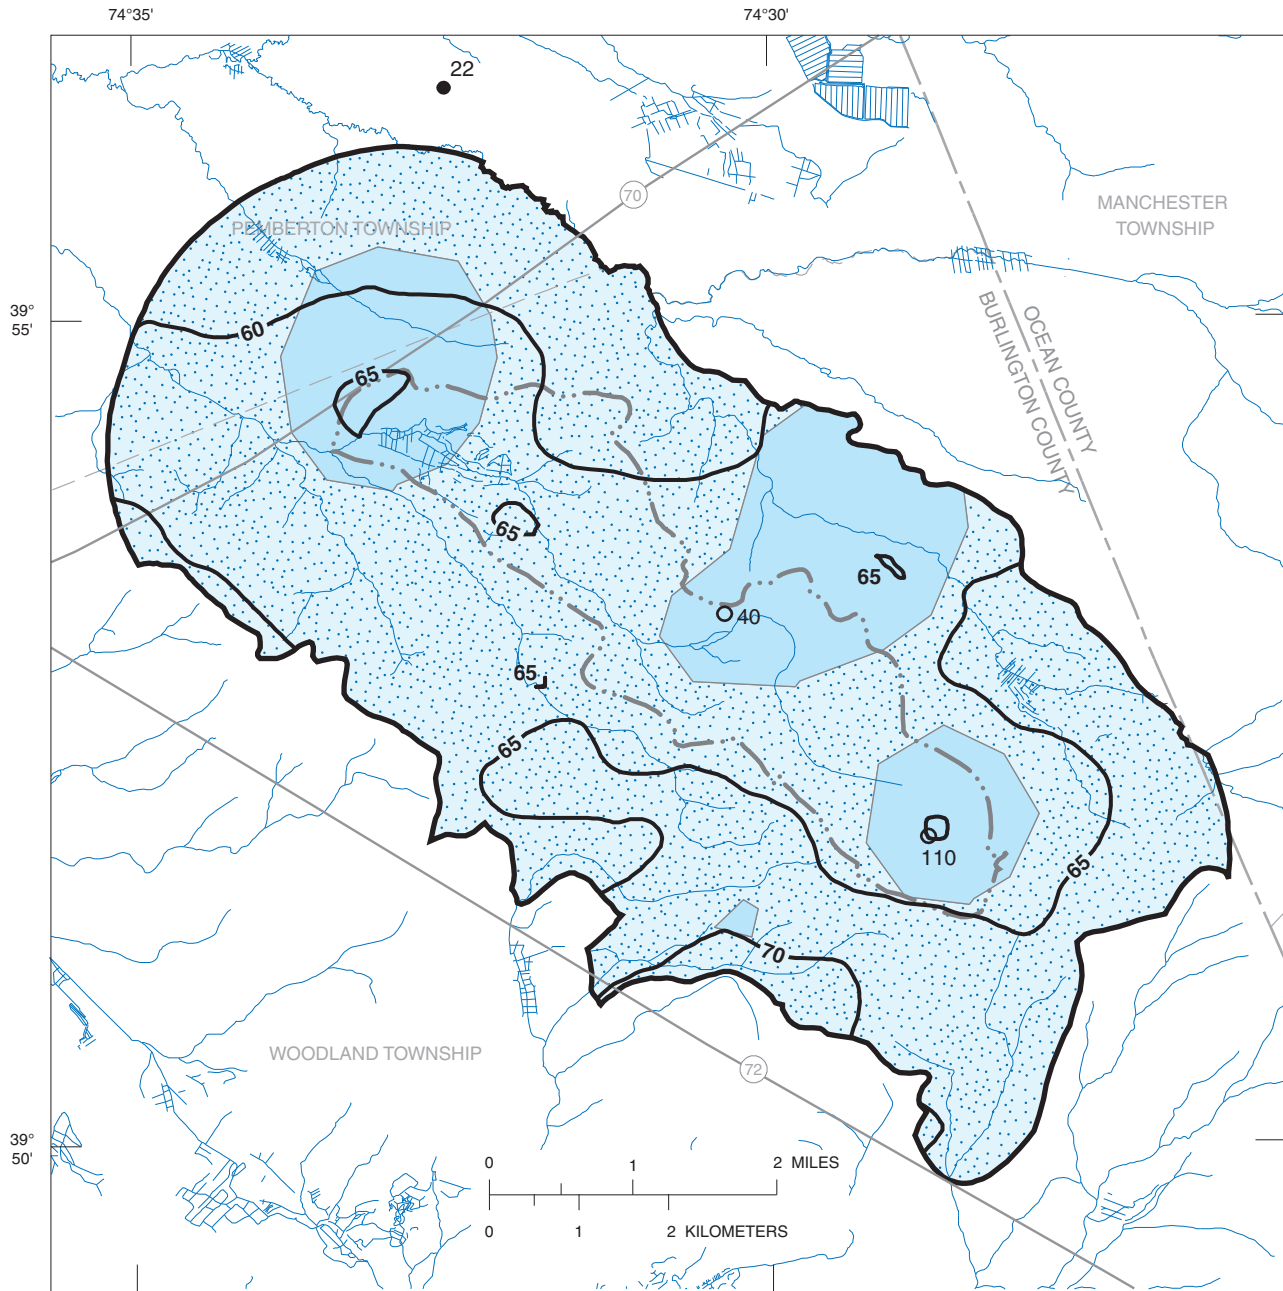 74°35'
74°30'
22
70
MANCHESTER
TOWNSHIP
PEMBERTON TOWNSHIP
39°
55'
60
OCEAN COUNTY
BURLINGTON COUNTY
65
65
65
40
65
65
110
65
70
WOODLAND TOWNSHIP
72
39°
50'
0 1 2 MILES
0 1 2 KILOMETERS